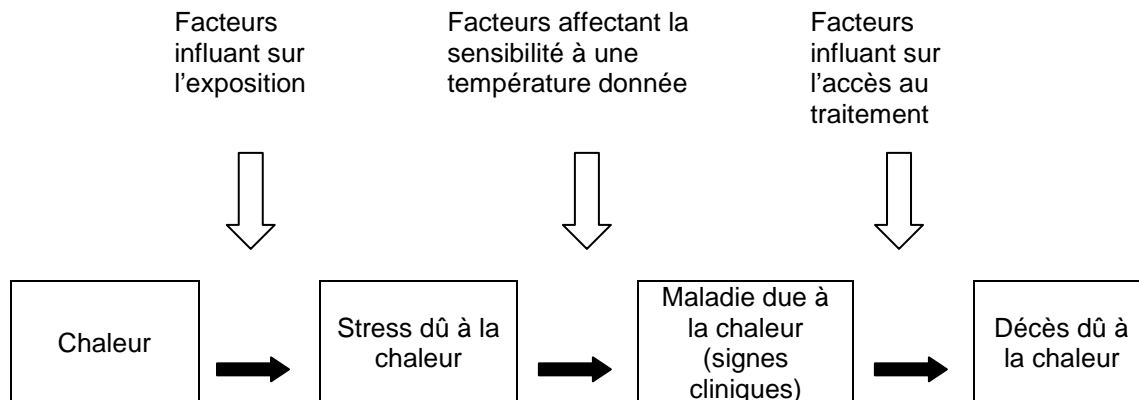 Facteurs
influant sur
l’exposition
Facteurs affectant la
sensibilité à une
température donnée
Facteurs
influant sur
l’accès au
traitement
Chaleur
Stress dû à la
chaleur
Maladie due à
la chaleur
(signes
cliniques)
Décès dû à
la chaleur